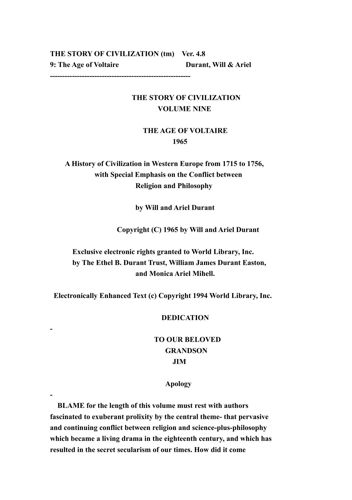 THE STORY OF CIVILIZATION (tm) Ver. 4.8
9: The Age of Voltaire Durant, Will & Ariel
---------------------------------------------------------
THE STORY OF CIVILIZATION
VOLUME NINE
THE AGE OF VOLTAIRE
1965
A History of Civilization in Western Europe from 1715 to 1756,
with Special Emphasis on the Conflict between
Religion and Philosophy
by Will and Ariel Durant
Copyright (C) 1965 by Will and Ariel Durant
Exclusive electronic rights granted to World Library, Inc.
by The Ethel B. Durant Trust, William James Durant Easton,
and Monica Ariel Mihell.
Electronically Enhanced Text (c) Copyright 1994 World Library, Inc.
DEDICATION
-
TO OUR BELOVED
GRANDSON
JIM
Apology
-
BLAME for the length of this volume must rest with authors
fascinated to exuberant prolixity by the central theme- that pervasive
and continuing conflict between religion and science-plus-philosophy
which became a living drama in the eighteenth century, and which has
resulted in the secret secularism of our times. How did it come